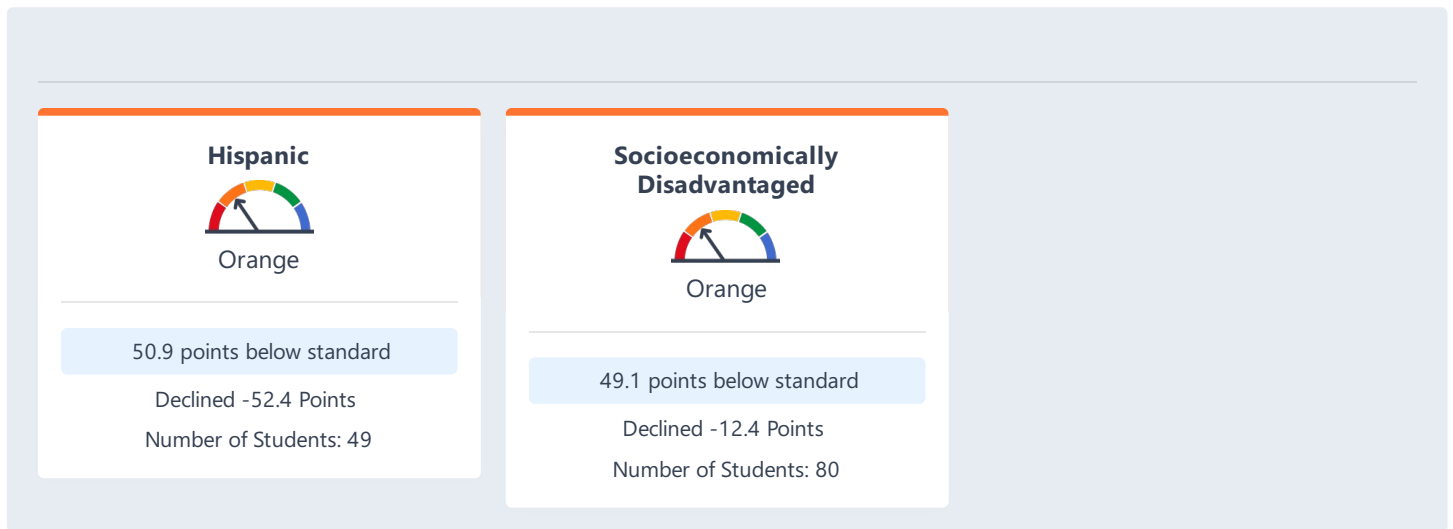 Hispanic
Orange
50.9 points below standard
Declined -52.4 Points
Number of Students: 49
Socioeconomically
Disadvantaged
Orange
49.1 points below standard
Declined -12.4 Points
Number of Students: 80